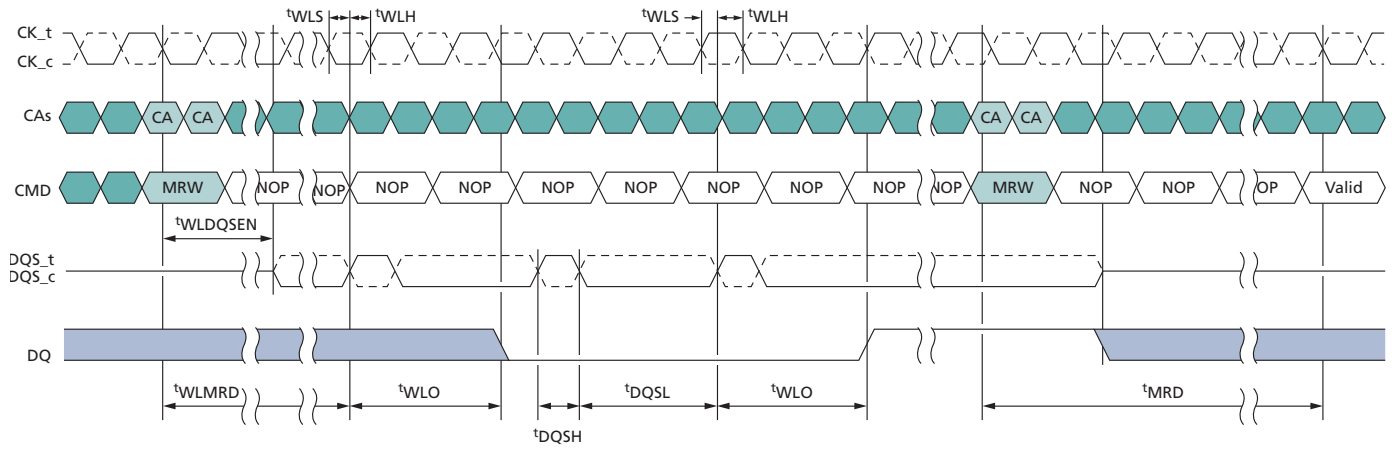 tWLS tWLH tWLS tWLH
CK_t
CK_c
CAs CA CA CA CA
CMD MRW NOP NOP NOP NOP NOP NOP NOP NOP NOP NOP MRW NOP NOP OP Valid
tWLDQSEN
DQS_t
DQS_c
DQ
tWLMRD tWLO tDQSL tWLO tMRD
tDQSH